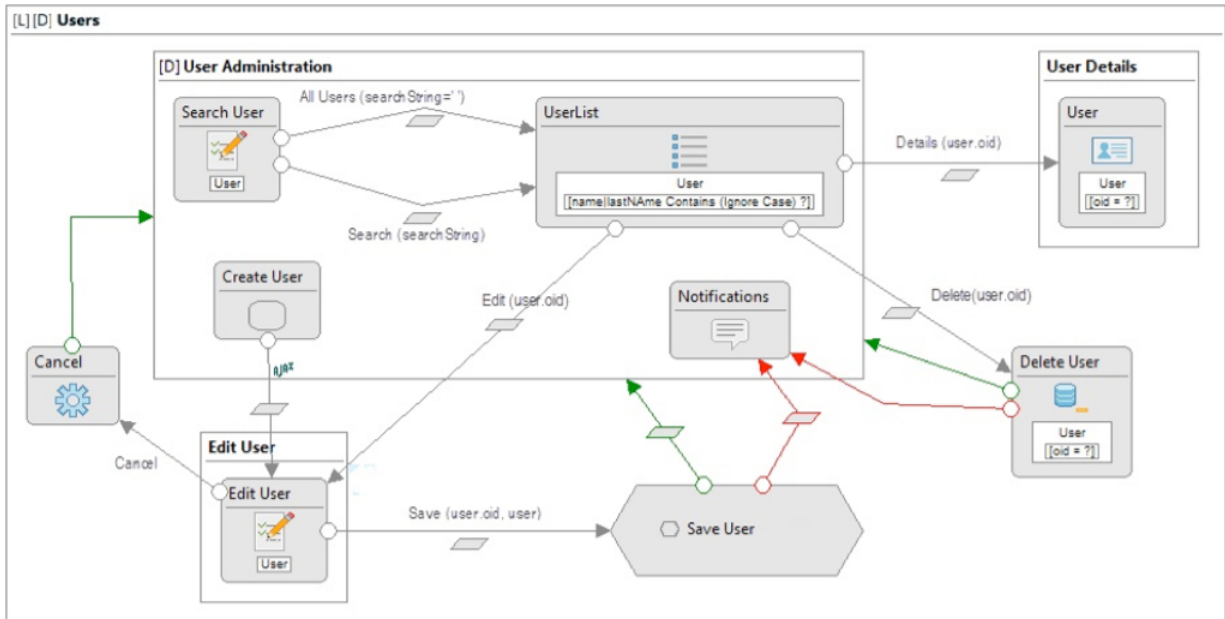 [L] [D] Users
[D] User Administration
User Details
Search User
All Users (searchString=' ')
UserList
User
User
User
[name|lastNAme Contains (Ignore Case) ?]
Details (user.oid)
User
[oid = ?]
Search (searchString)
Create User
Edit (user.oid)
Notifications
Delete(user.oid)
AJAX
Cancel
Delete User
User
[oid = ?]
Edit User
Cancel
Edit User
User
Save (user.oid, user)
Save User